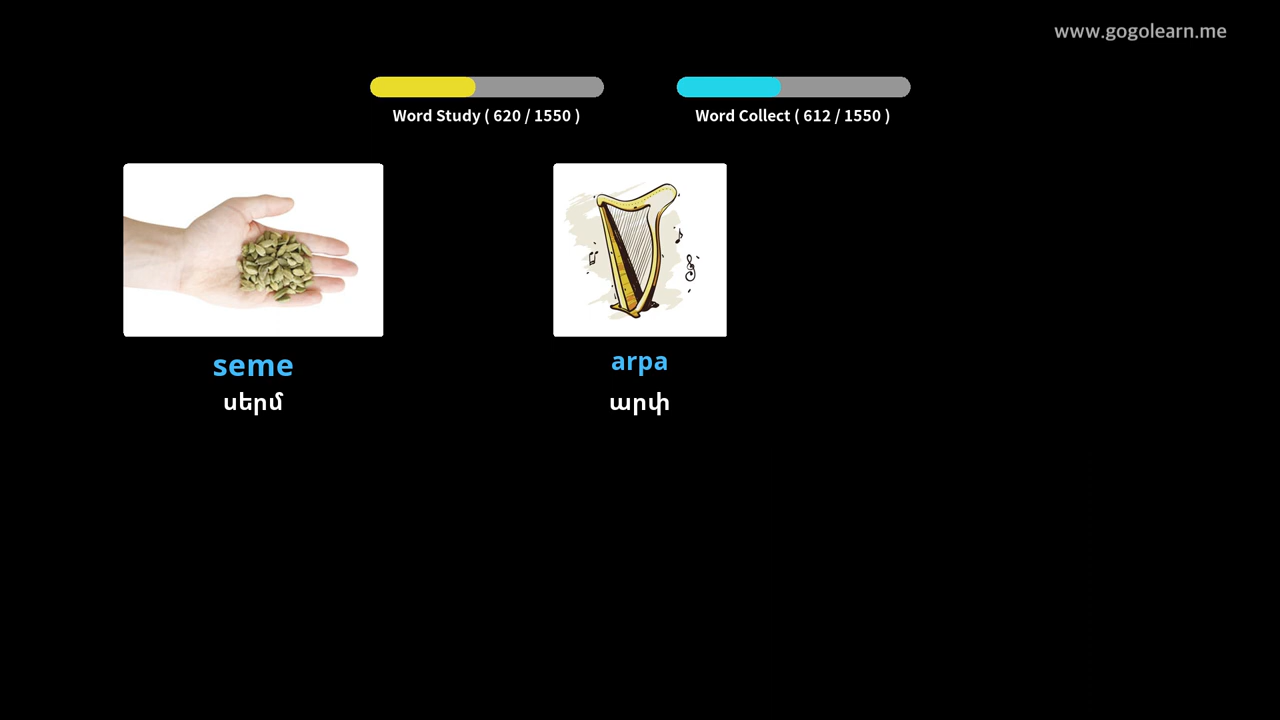 www.gogolearn.me
Word Study ( 620 / 1550 )
Word Collect ( 612 / 1550 )
seme
սերմ
arpa
արփ